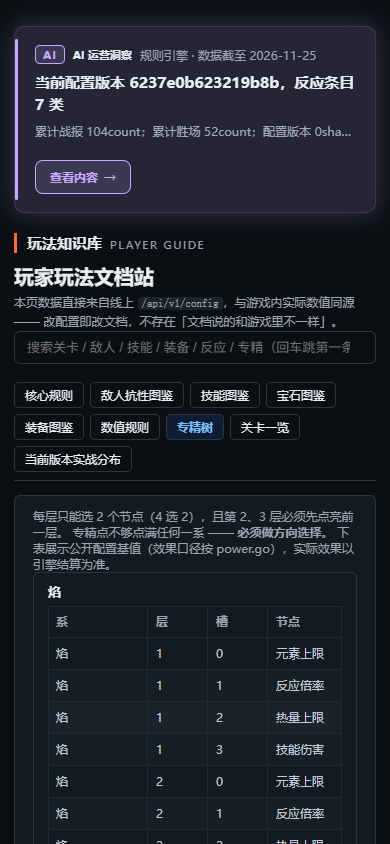 AI AI 运营洞察 规则引擎 · 数据截至 2026-11-25
当前配置版本 6237e0b623219b8b，反应条目
7 类
累计战报 104count；累计胜场 52count；配置版本 0sha...
查看内容 →
玩法知识库 PLAYER GUIDE
玩家玩法文档站
本页数据直接来自线上 /api/v1/config，与游戏内实际数值同源
—— 改配置即改文档，不存在「文档说的和游戏里不一样」。
搜索关卡 / 敌人 / 技能 / 装备 / 反应 / 专精（回车跳第一条
核心规则 敌人抗性图鉴 技能图鉴 宝石图鉴
装备图鉴 数值规则 专精树 关卡一览
当前版本实战分布
每层只能选 2 个节点（4 选 2），且第 2、3 层必须先点亮前
一层。 专精点不够点满任何一系 —— 必须做方向选择。 下
表展示公开配置基值（效果口径按 power.go），实际效果以
引擎结算为准。
焰
系 层 槽 节点
焰 1 0 元素上限
焰 1 1 反应倍率
焰 1 2 热量上限
焰 1 3 技能伤害
焰 2 0 元素上限
焰 2 1 反应倍率